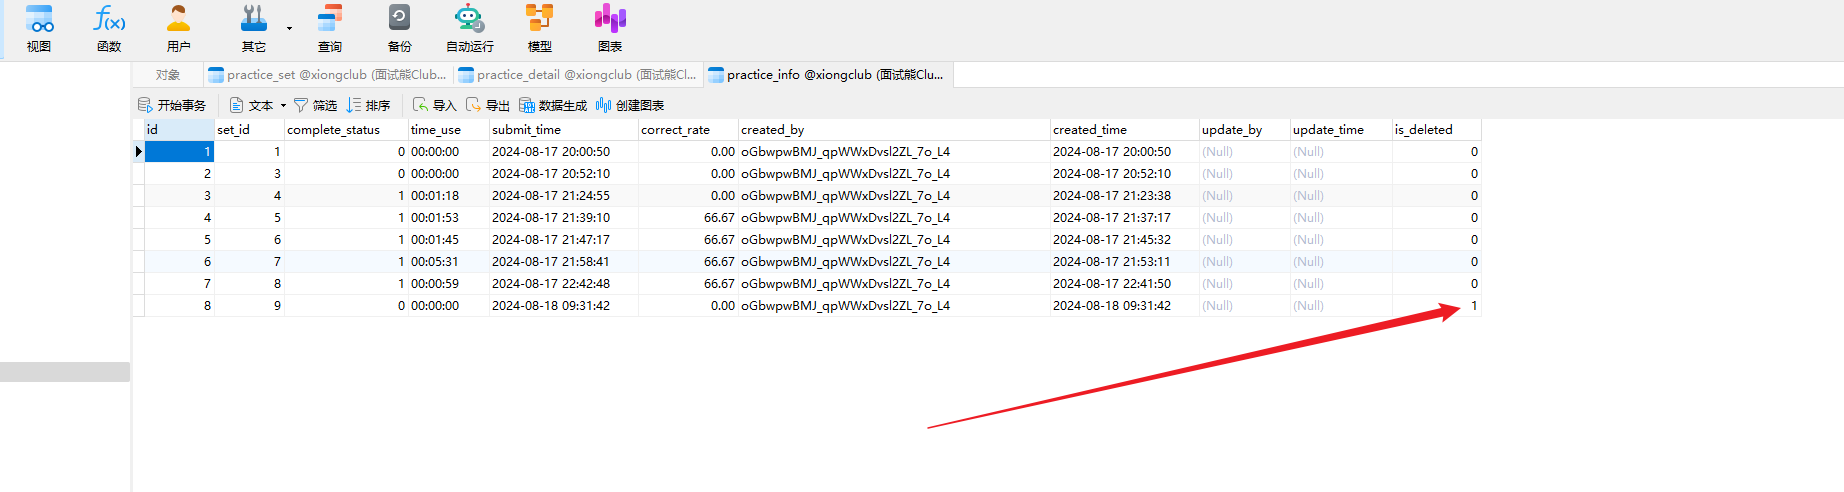 视图 函数 用户 其它 查询 备份 自动运行 模型 图表
对象 practice_set @xiongclub (面试熊Club... practice_detail @xiongclub (面试熊Cl... practice_info @xiongclub (面试熊Clu...
开始事务 文本 筛选 排序 导入 导出 数据生成 创建图表
id set_id complete_status time_use submit_time correct_rate created_by created_time update_by update_time is_deleted
1 1 0 00:00:00 2024-08-17 20:00:50 0.00 oGbwpwBMJ_qpWWxDvsl2ZL_7o_L4 2024-08-17 20:00:50 (Null) (Null) 0
2 3 0 00:00:00 2024-08-17 20:52:10 0.00 oGbwpwBMJ_qpWWxDvsl2ZL_7o_L4 2024-08-17 20:52:10 (Null) (Null) 0
3 4 1 00:01:18 2024-08-17 21:24:55 0.00 oGbwpwBMJ_qpWWxDvsl2ZL_7o_L4 2024-08-17 21:23:38 (Null) (Null) 0
4 5 1 00:01:53 2024-08-17 21:39:10 66.67 oGbwpwBMJ_qpWWxDvsl2ZL_7o_L4 2024-08-17 21:37:17 (Null) (Null) 0
5 6 1 00:01:45 2024-08-17 21:47:17 66.67 oGbwpwBMJ_qpWWxDvsl2ZL_7o_L4 2024-08-17 21:45:32 (Null) (Null) 0
6 7 1 00:05:31 2024-08-17 21:58:41 66.67 oGbwpwBMJ_qpWWxDvsl2ZL_7o_L4 2024-08-17 21:53:11 (Null) (Null) 0
7 8 1 00:00:59 2024-08-17 22:42:48 66.67 oGbwpwBMJ_qpWWxDvsl2ZL_7o_L4 2024-08-17 22:41:50 (Null) (Null) 0
8 9 0 00:00:00 2024-08-18 09:31:42 0.00 oGbwpwBMJ_qpWWxDvsl2ZL_7o_L4 2024-08-18 09:31:42 (Null) (Null) 1